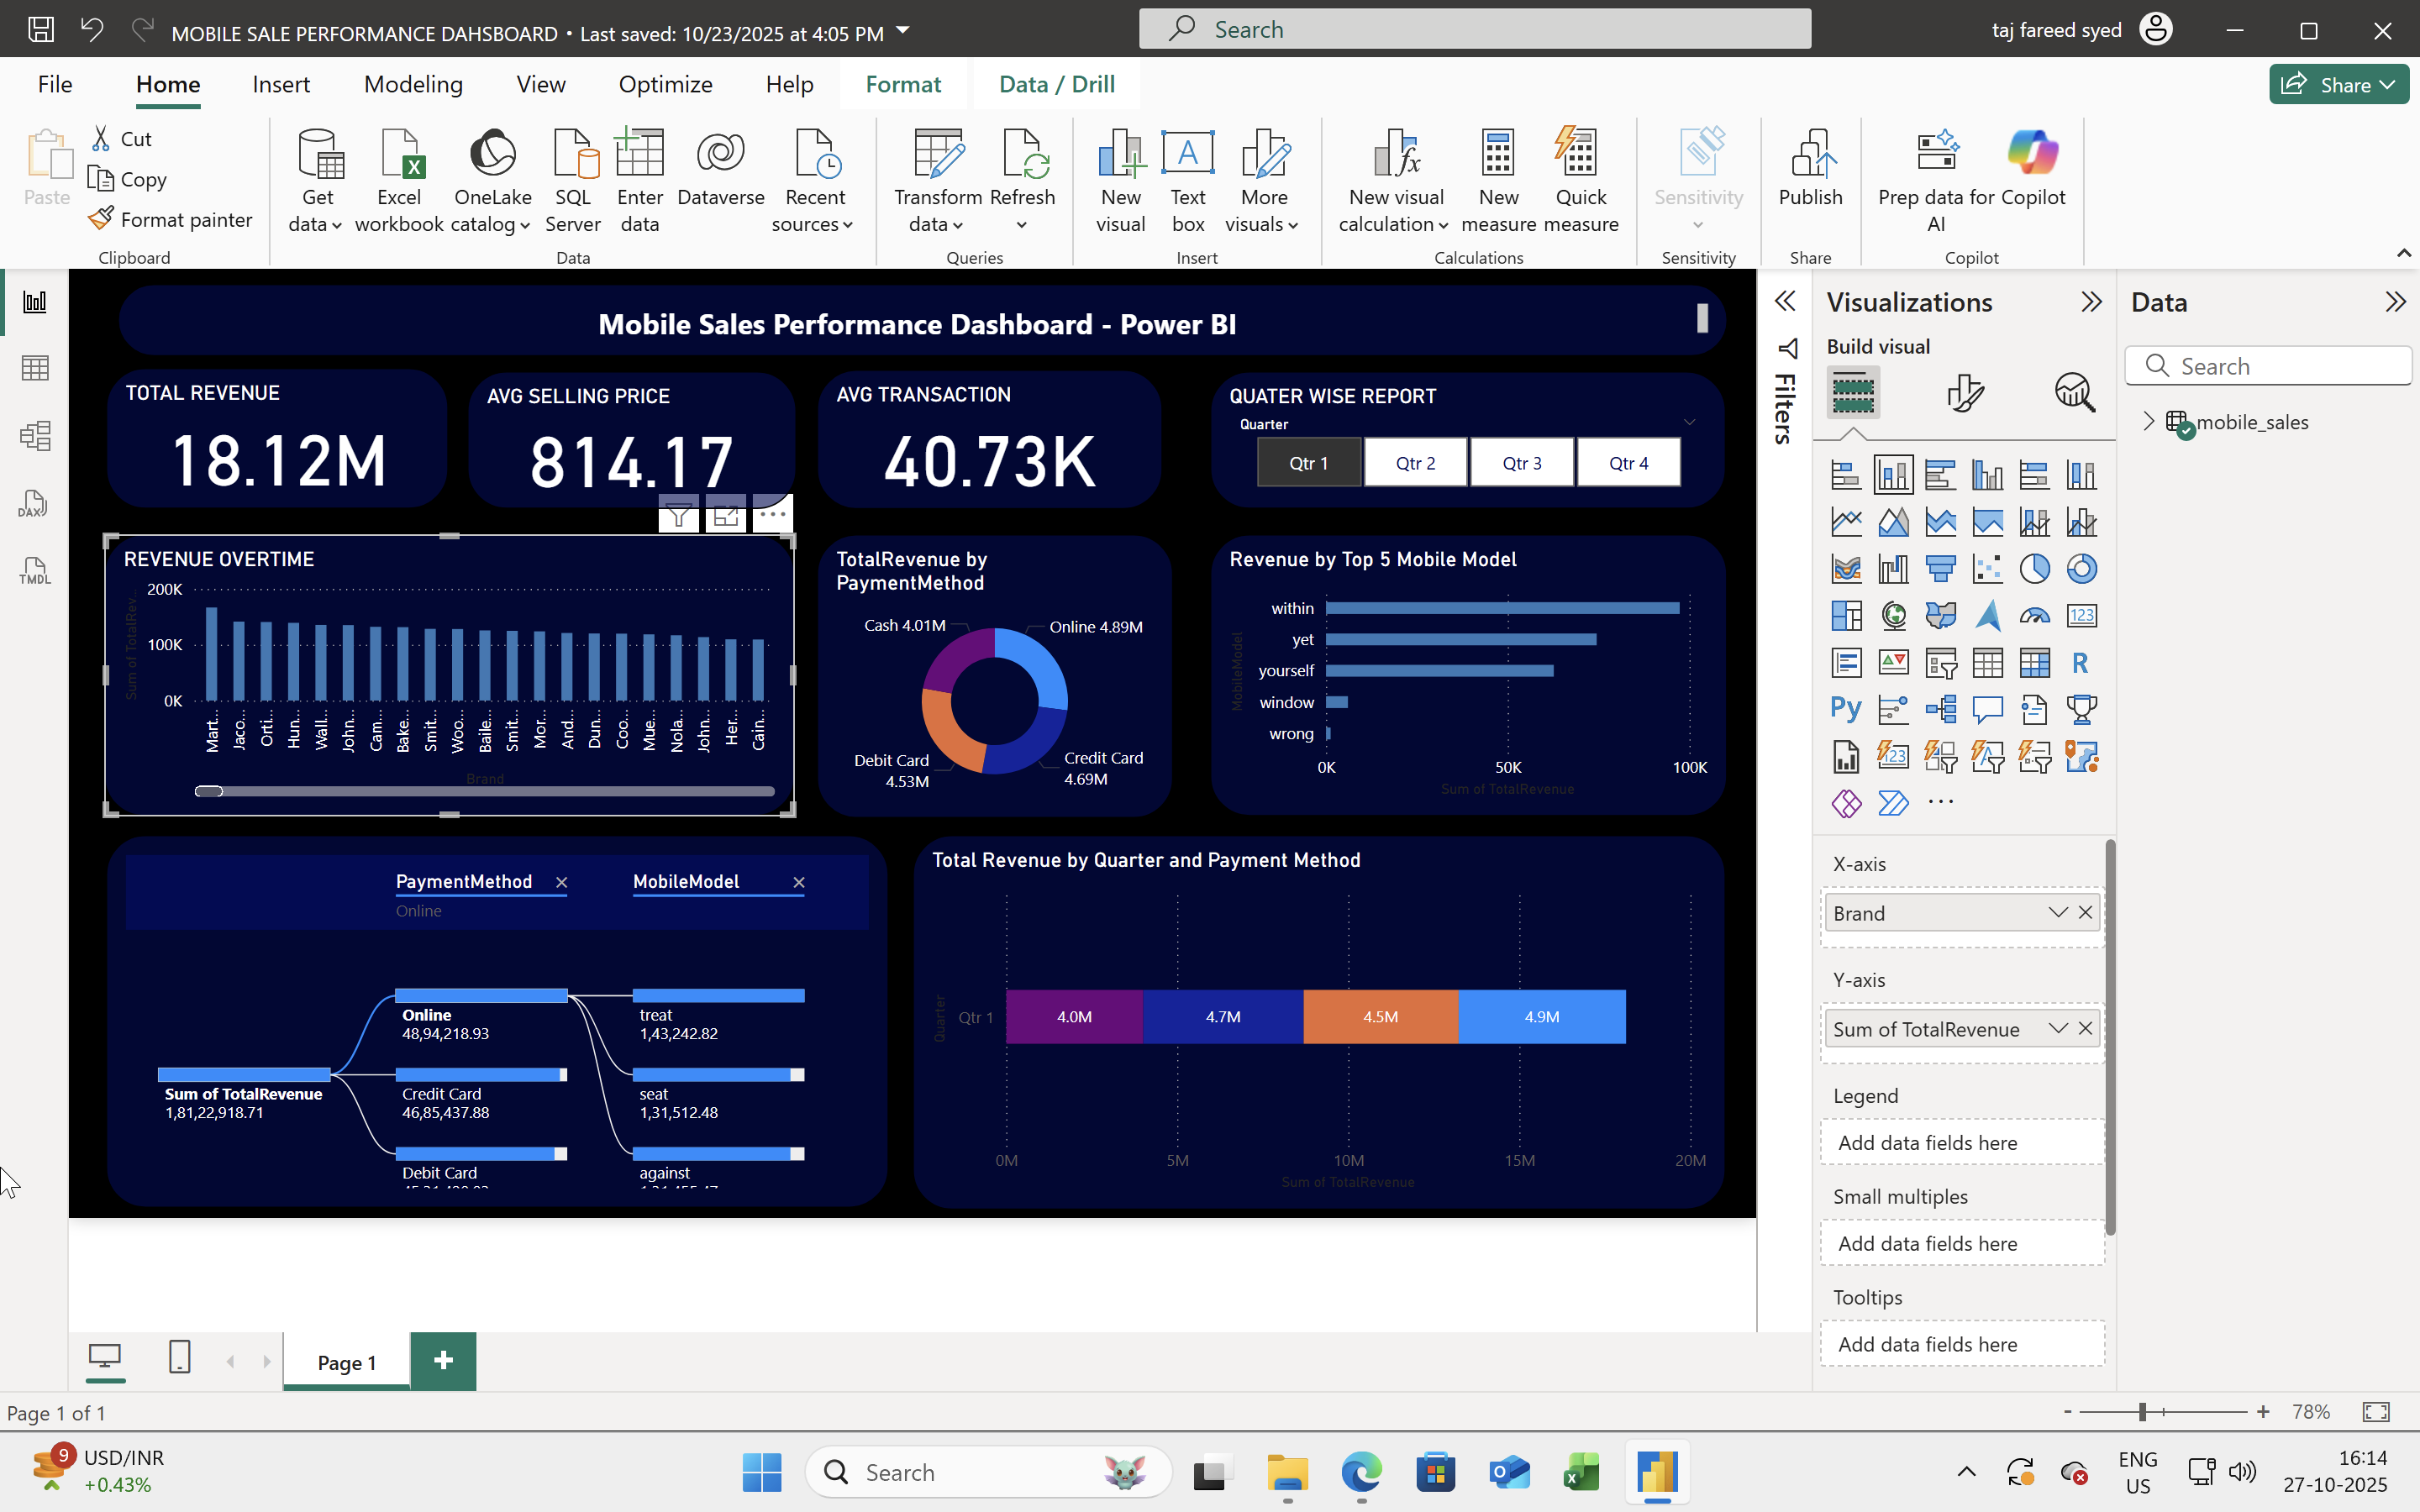 MOBILE SALE PERFORMANCE DAHSBOARD • Last saved: 10/23/2025 at 4:05 PM
Search
taj fareed syed
File
Home
Insert
Modeling
View
Optimize
Help
Format
Data / Drill
Share
Paste
Cut
Copy
Format painter
Clipboard
Get data
Excel workbook
OneLake catalog
SQL Server
Enter data
Dataverse
Recent sources
Data
Transform data
Refresh
Queries
New visual
Text box
More visuals
Insert
New visual calculation
New measure
Quick measure
Calculations
Sensitivity
Sensitivity
Publish
Share
Prep data for AI
Copilot
Copilot
DAX
TMDL
Mobile Sales Performance Dashboard - Power BI
TOTAL REVENUE
18.12M
AVG SELLING PRICE
814.17
AVG TRANSACTION
40.73K
QUATER WISE REPORT
Quarter
Qtr 1
Qtr 2
Qtr 3
Qtr 4
REVENUE OVERTIME
Sum of TotalRev...
200K
100K
0K
Mart...
Jaco...
Orti...
Hun...
Wall...
John...
Cam...
Bake...
Smit...
Woo...
Baile...
Smit...
Mor...
And...
Dun...
Coo...
Mue...
Nola...
John...
Her...
Cain...
Brand
TotalRevenue by
PaymentMethod
Cash 4.01M
Online 4.89M
Debit Card
4.53M
Credit Card
4.69M
Revenue by Top 5 Mobile Model
MobileModel
within
yet
yourself
window
wrong
0K
50K
100K
Sum of TotalRevenue
PaymentMethod
Online
MobileModel
Sum of TotalRevenue
1,81,22,918.71
Online
48,94,218.93
Credit Card
46,85,437.88
Debit Card
treat
1,43,242.82
seat
1,31,512.48
against
Total Revenue by Quarter and Payment Method
Quarter
Qtr 1
4.0M
4.7M
4.5M
4.9M
0M
5M
10M
15M
20M
Sum of TotalRevenue
Filters
Visualizations
Build visual
123
R
Py
123
X-axis
Brand
Y-axis
Sum of TotalRevenue
Legend
Add data fields here
Small multiples
Add data fields here
Tooltips
Add data fields here
Data
Search
mobile_sales
Page 1
Page 1 of 1
78%
9
USD/INR
+0.43%
Search
ENG
US
16:14
27-10-2025